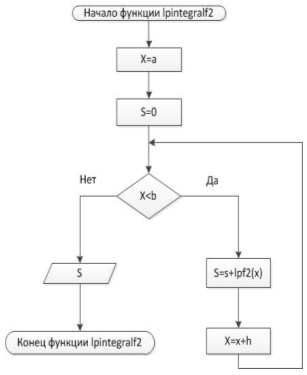 Начало функции lpintegralf2
X=a
S=0
X<b
Нет
Да
S
S=s+lpf2(x)
X=x+h
Конец функции lpintegralf2